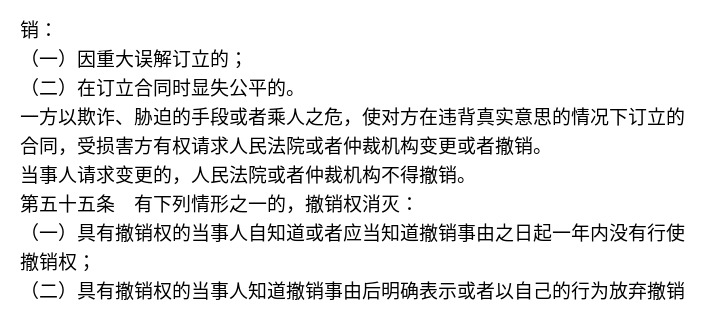 销：
（一）因重大误解订立的；
（二）在订立合同时显失公平的。
一方以欺诈、胁迫的手段或者乘人之危，使对方在违背真实意思的情况下订立的
合同，受损害方有权请求人民法院或者仲裁机构变更或者撤销。
当事人请求变更的，人民法院或者仲裁机构不得撤销。
第五十五条　有下列情形之一的，撤销权消灭：
（一）具有撤销权的当事人自知道或者应当知道撤销事由之日起一年内没有行使
撤销权；
（二）具有撤销权的当事人知道撤销事由后明确表示或者以自己的行为放弃撤销